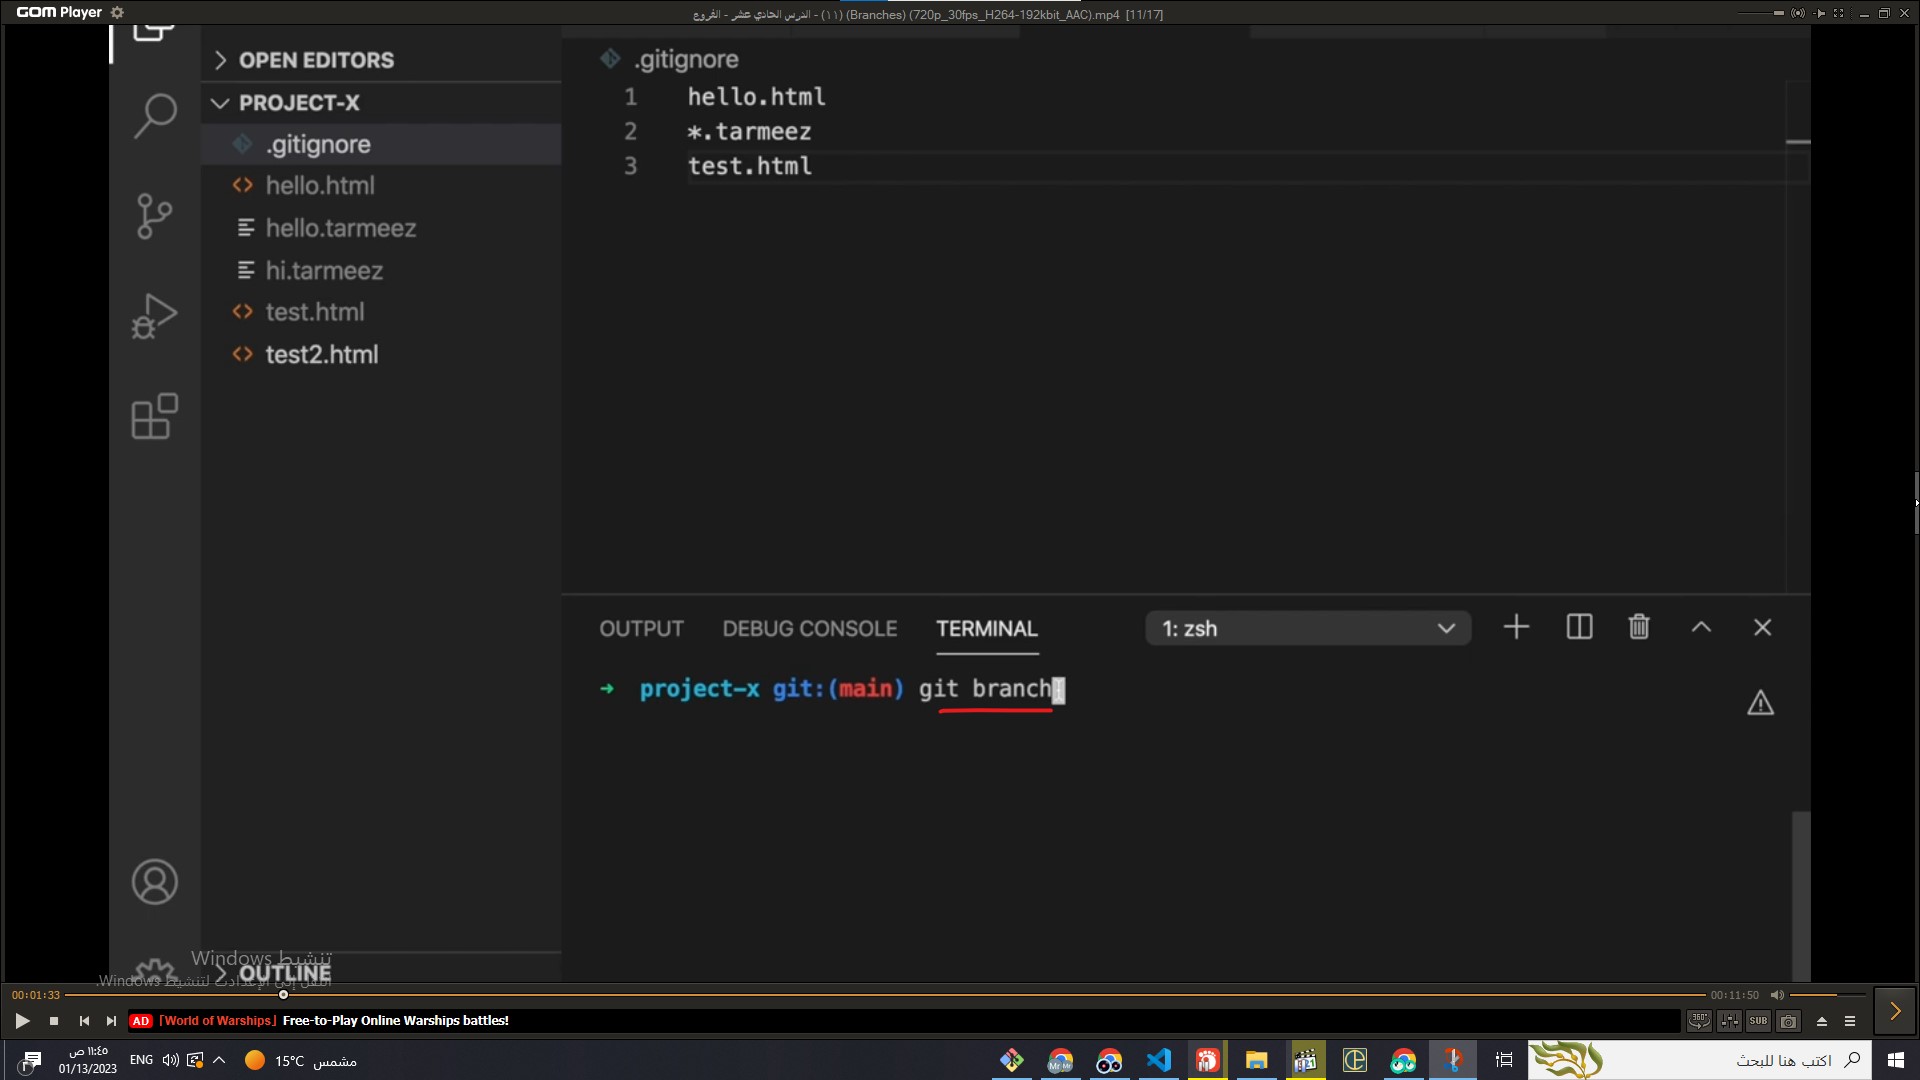 GOM Player
الدرس الحادي عشر - الفروع - (١١) (Branches) (720p_30fps_H264-192kbit_AAC).mp4 [11/17]
OPEN EDITORS
PROJECT-X
.gitignore
hello.html
hello.tarmeez
hi.tarmeez
test.html
test2.html
OUTLINE
.gitignore
1 hello.html
2 *.tarmeez
3 test.html
OUTPUT DEBUG CONSOLE TERMINAL 1: zsh
➜ project-x git:(main) git branch
تنشيط Windows
انتقل إلى الإعدادات لتنشيط Windows.
00:01:33 00:11:50
AD [World of Warships] Free-to-Play Online Warships battles!
360° SUB
١١:٤٥ ص
01/13/2023
ENG
15°C مشمس
اكتب هنا للبحث